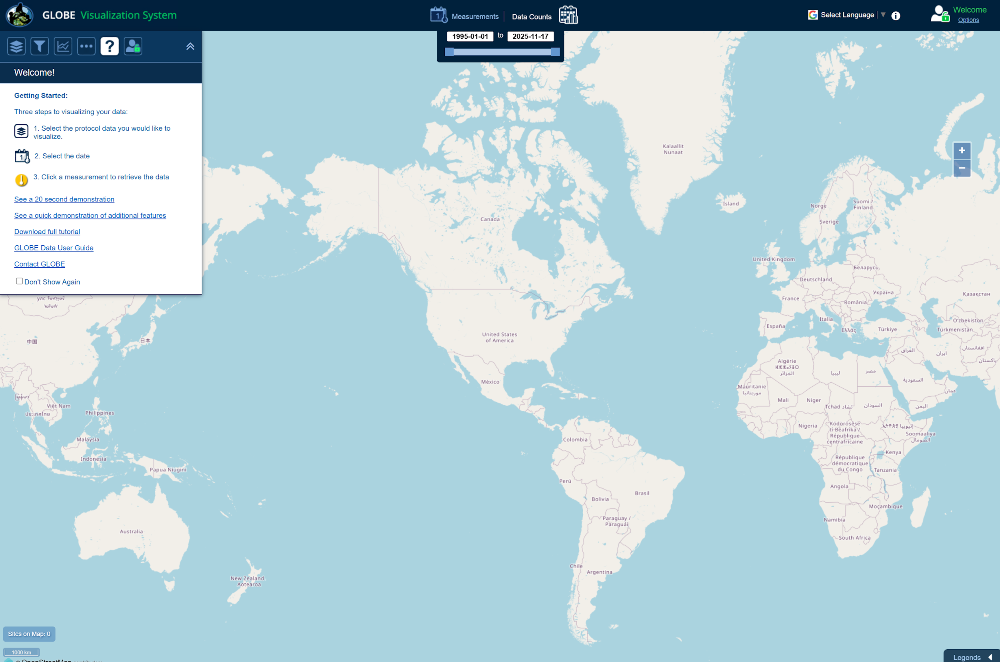 GLOBE Visualization System
1
Measurements
Data Counts
Select Language
Welcome
Options
1995-01-01 to 2025-11-17
Welcome!
Getting Started:
Three steps to visualizing your data:
1. Select the protocol data you would like to
visualize.
1
2. Select the date
3. Click a measurement to retrieve the data
See a 20 second demonstration
See a quick demonstration of additional features
Download full tutorial
GLOBE Data User Guide
Contact GLOBE
Don't Show Again
+
−
Kalaallit
Nunaat
Ísland
Norge
Suomi /
Finland
Sverige
Canada
United Kingdom
Беларусь
Deutschland
Україна
Қазақстан
France
România
Italia
O'zbekiston
España
Ελλάς
Türkiye
Türkmenistan
улс
中国
日本
United States
of America
العراق
ایران
افغانستان
پاکستان
Algérie
ⵍⵣⵣⴰⵢⴻⵔ
الجزائر
ليبيا
مصر
السعودية
عمان
México
Mauritanie
موريتانيا
Mali
Niger
Tchad تشاد
السودان
اليمن
မြန်မာ
Việt Nam
ประเทศไทย
Philippines
Nigeria
Ködörösêse
tî Bêafrîka /
République
centrafricaine
ኢትዮጵያ إثيوبيا
Soomaaliya
الصومال
Malaysia
Colombia
Kenya
Indonesia
République
démocratique
du Congo
Papua Niugini
Tanzania
Perú
Angola
Brasil
Bolivia
Moçambique
Paraguay /
Paraguái
Namibia
Australia
South Africa
Chile
Argentina
New Zealand
Aotearoa
Sites on Map: 0
1000 km
© OpenStreetMap contributors
Legends